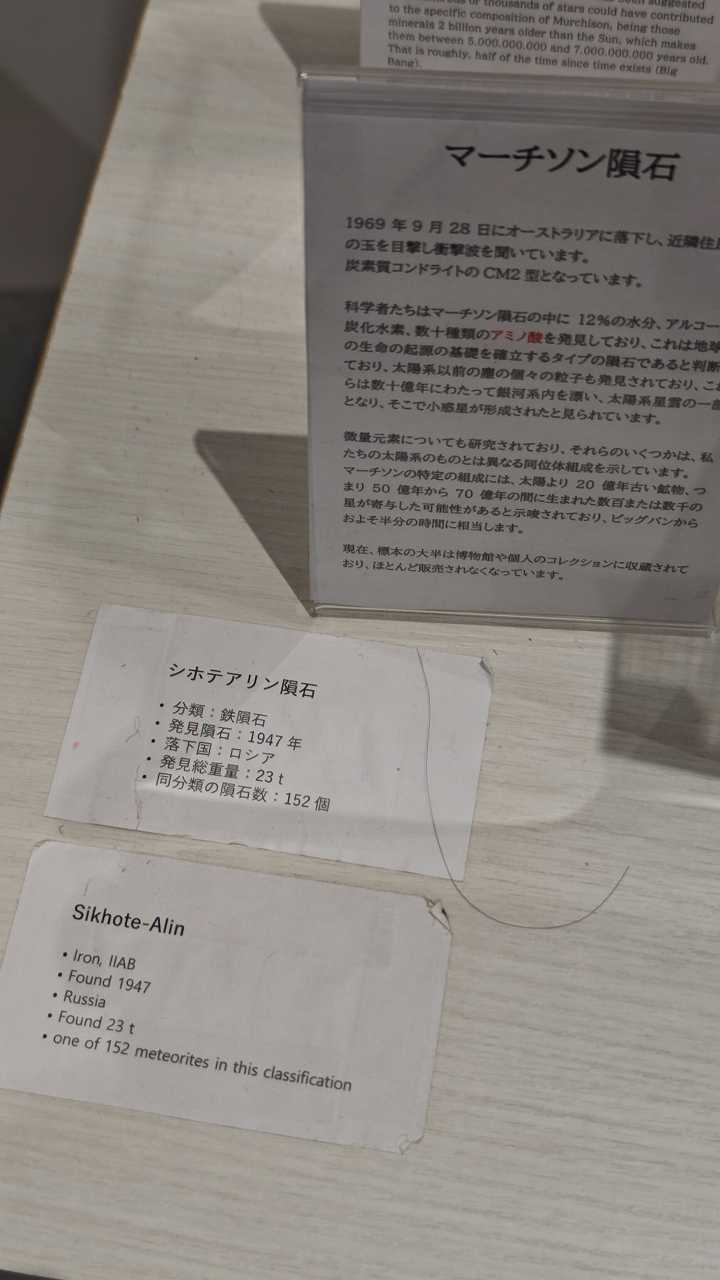 or thousands of stars could have contributed
to the specific composition of Murchison, being those
minerals 2 billion years older than the Sun, which makes
them between 5.000.000.000 and 7.000.000.000 years old.
That is roughly, half of the time since time exists (Big
Bang).
マーチソン隕石
1969 年 9 月 28 日にオーストラリアに落下し、近隣住
の玉を目撃し衝撃波を聞いています。
炭素質コンドライトの CM2 型となっています。
科学者たちはマーチソン隕石の中に 12%の水分、アルコー
炭化水素、数十種類のアミノ酸を発見しており、これは地球
の生命の起源の基礎を確立するタイプの隕石であると判断
ており、太陽系以前の塵の個々の粒子も発見されており、これ
らは数十億年にわたって銀河系内を漂い、太陽系星雲の一部
となり、そこで小惑星が形成されたと見られています。
微量元素についても研究されており、それらのいくつかは、私
たちの太陽系のものとは異なる同位体組成を示しています。
マーチソンの特定の組成には、太陽より 20 億年古い鉱物、つ
まり 50 億年から 70 億年の間に生まれた数百または数千の
星が寄与した可能性があると示唆されており、ビッグバンから
およそ半分の時間に相当します。
現在、標本の大半は博物館や個人のコレクションに収蔵されて
おり、ほとんど販売されなくなっています。
シホテアリン隕石
• 分類：鉄隕石
• 発見隕石：1947 年
• 落下国：ロシア
• 発見総重量：23 t
• 同分類の隕石数：152 個
Sikhote-Alin
• Iron, IIAB
• Found 1947
• Russia
• Found 23 t
• one of 152 meteorites in this classification